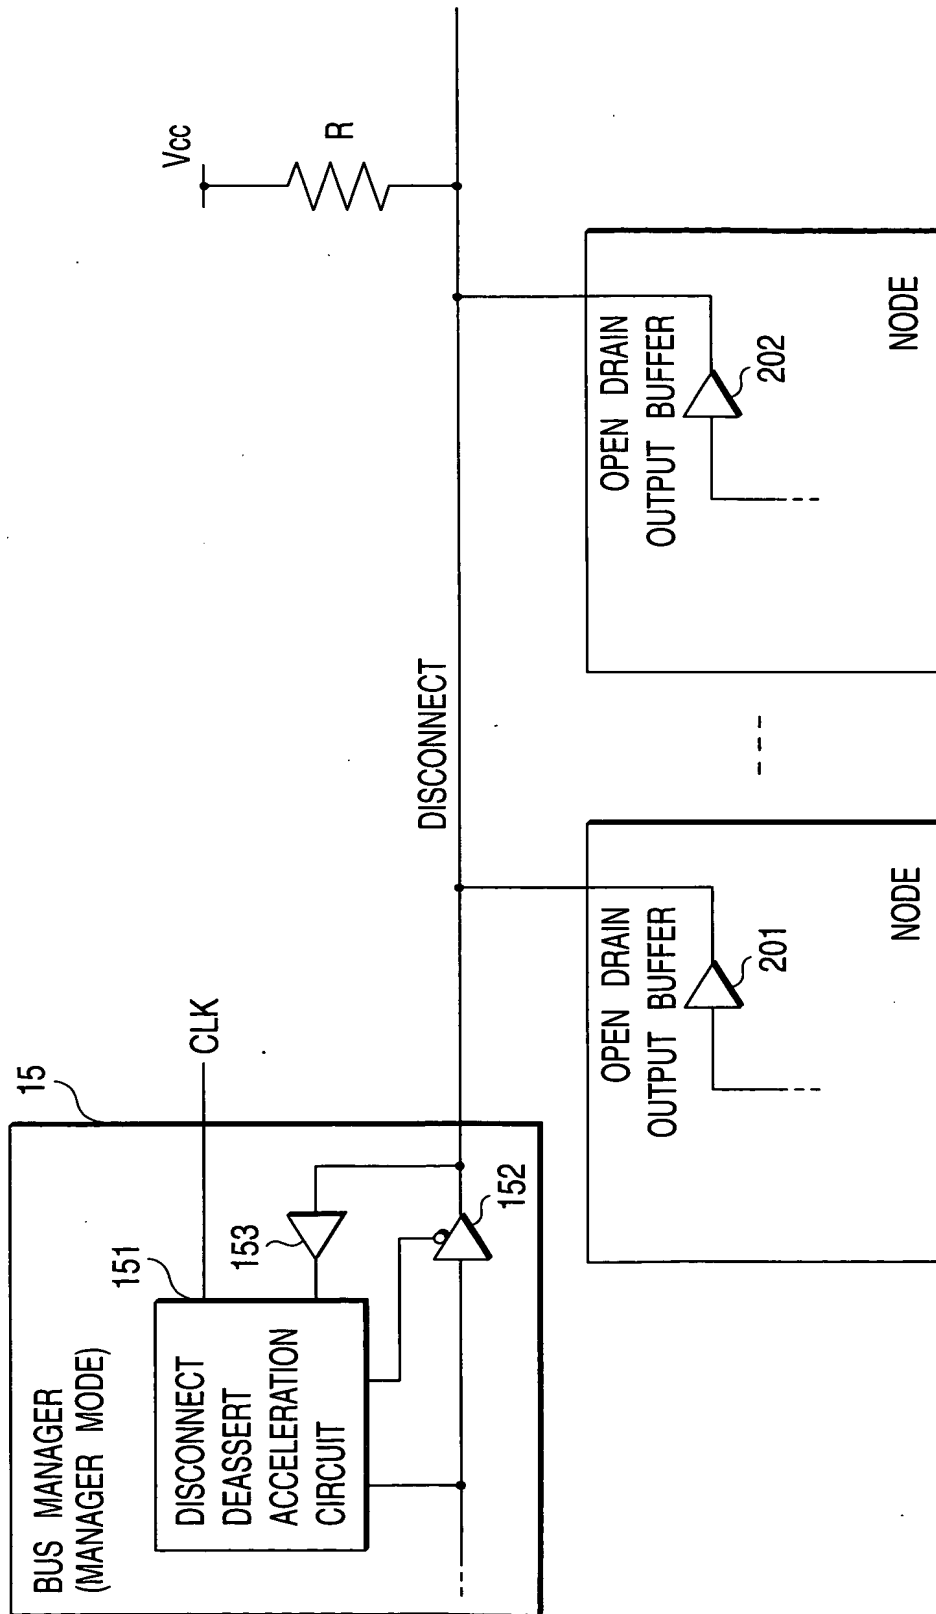 BUS MANAGER
(MANAGER MODE)
15
151
DISCONNECT
DEASSERT
ACCELERATION
CIRCUIT
CLK
153
152
Vcc
R
DISCONNECT
OPEN DRAIN
OUTPUT BUFFER
201
NODE
OPEN DRAIN
OUTPUT BUFFER
202
NODE